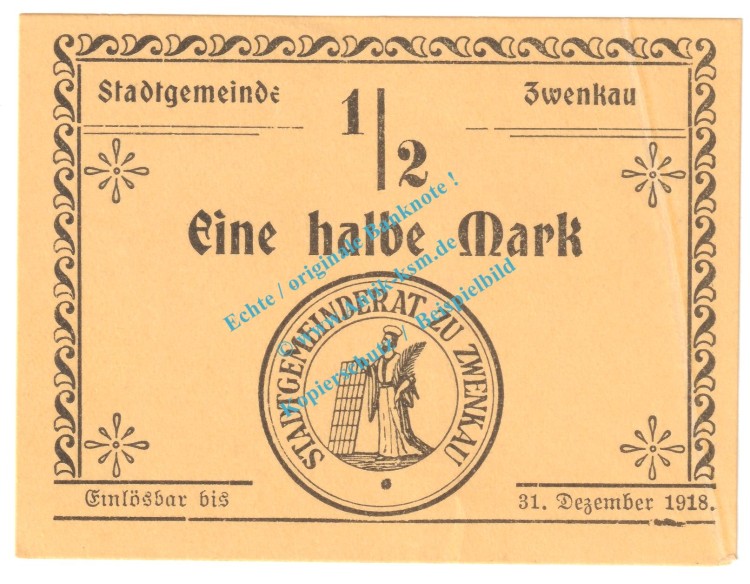 Stadtgemeinde Zwenkau
1/2
Eine halbe Mark
STADTGEMEINDERAT ZU ZWENKAU
Einlösbar bis 31. Dezember 1918.
Echte / originale Banknote !
© www.antik-ksm.de
Kopierschutz / Beispielbild